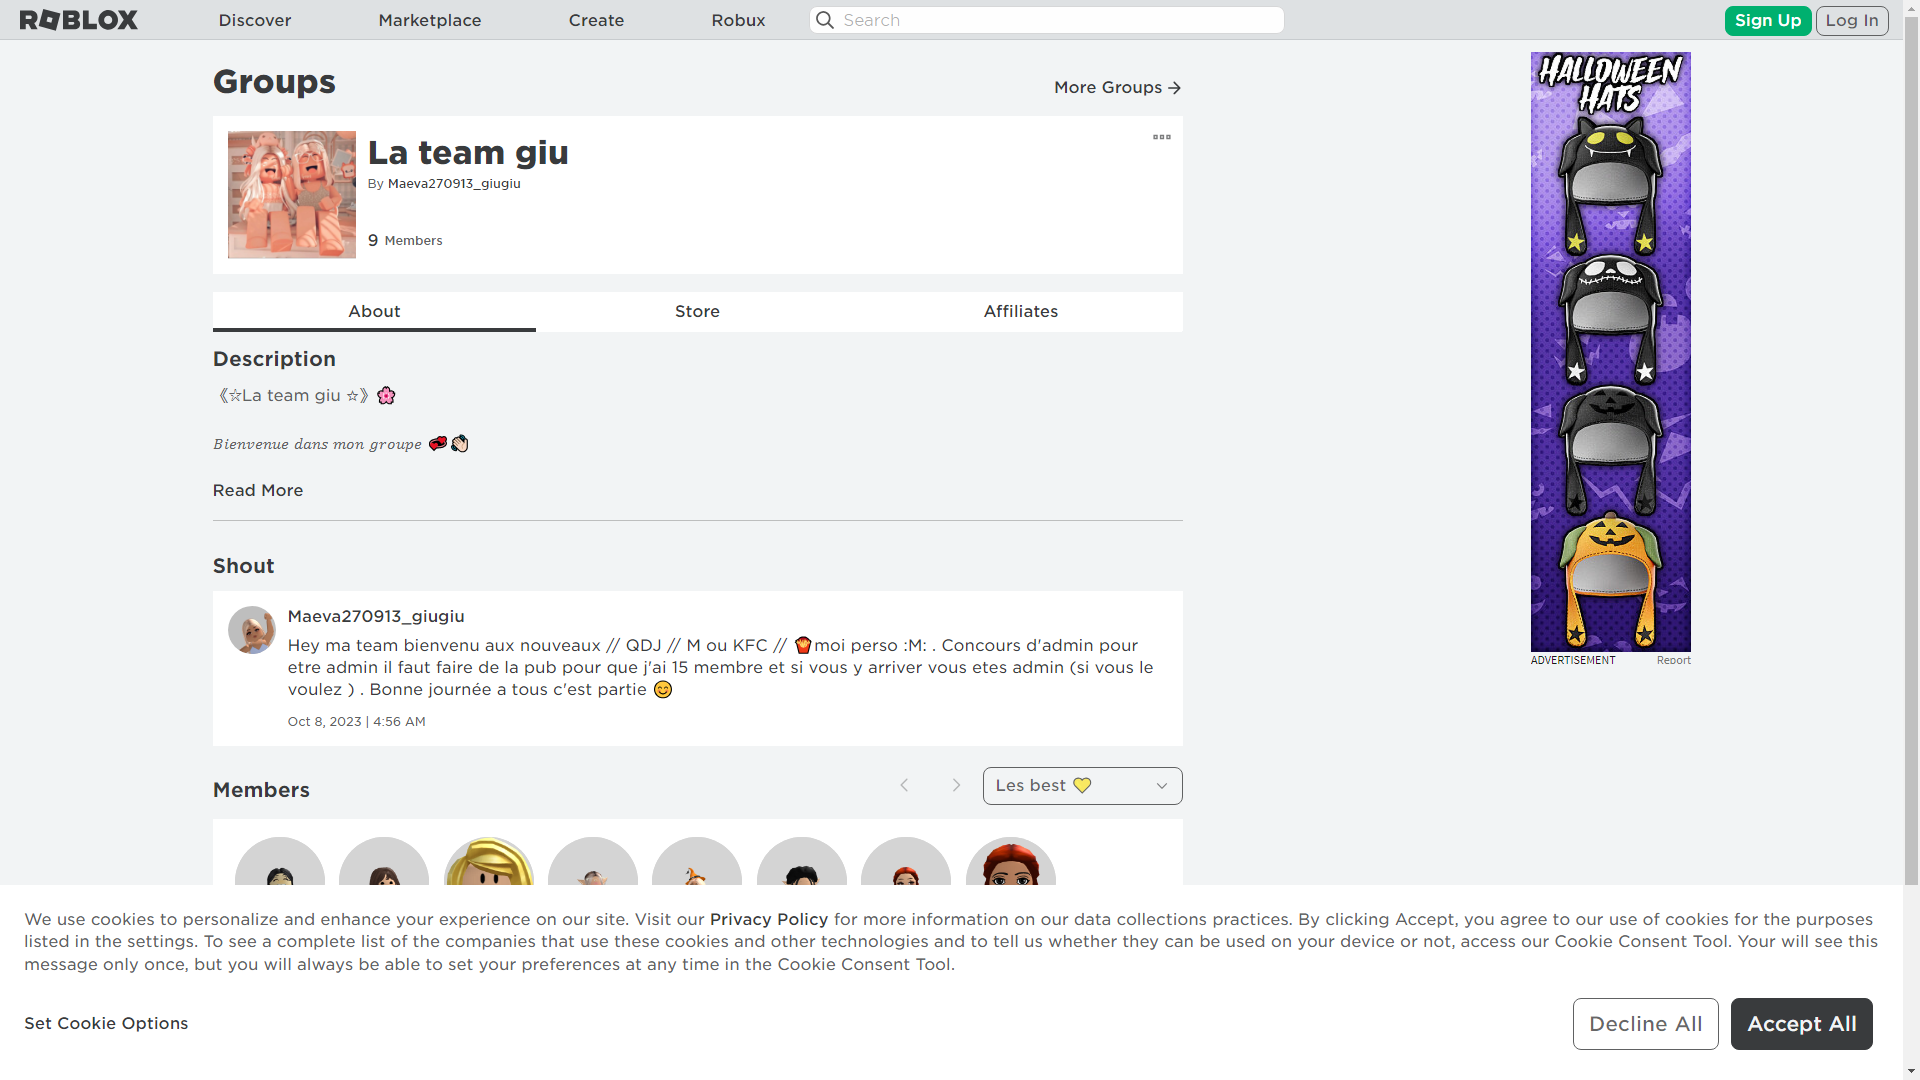 ROBLOX
Discover
Marketplace
Create
Robux
Search
Sign Up
Log In
Groups
More Groups
La team giu
By Maeva270913_giugiu
9 Members
About
Store
Affiliates
Description
《☆La team giu ☆》🌸
Bienvenue dans mon groupe 💋👏🏻
Read More
Shout
Maeva270913_giugiu
Hey ma team bienvenu aux nouveaux // QDJ // M ou KFC // 🍟moi perso :M: . Concours d'admin pour
etre admin il faut faire de la pub pour que j'ai 15 membre et si vous y arriver vous etes admin (si vous le
voulez ) . Bonne journée a tous c'est partie 😊
Oct 8, 2023 | 4:56 AM
Members
Les best 💛
HALLOWEEN
HATS
ADVERTISEMENT
Report
We use cookies to personalize and enhance your experience on our site. Visit our Privacy Policy for more information on our data collections practices. By clicking Accept, you agree to our use of cookies for the purposes
listed in the settings. To see a complete list of the companies that use these cookies and other technologies and to tell us whether they can be used on your device or not, access our Cookie Consent Tool. Your will see this
message only once, but you will always be able to set your preferences at any time in the Cookie Consent Tool.
Set Cookie Options
Decline All
Accept All